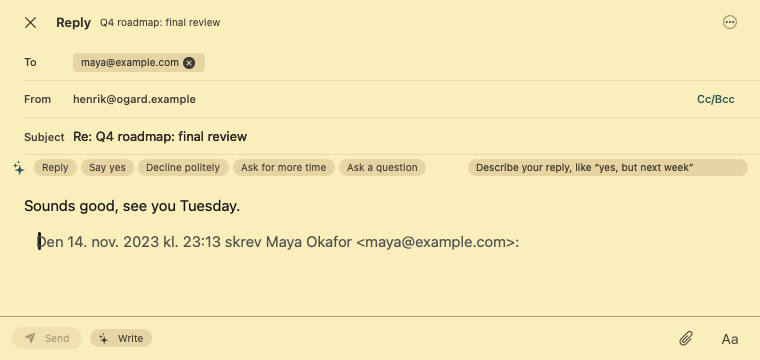 Reply Q4 roadmap: final review
To maya@example.com
From henrik@ogard.example Cc/Bcc
Subject Re: Q4 roadmap: final review
Reply Say yes Decline politely Ask for more time Ask a question Describe your reply, like “yes, but next week”
Sounds good, see you Tuesday.
Den 14. nov. 2023 kl. 23:13 skrev Maya Okafor <maya@example.com>:
Send Write Aa